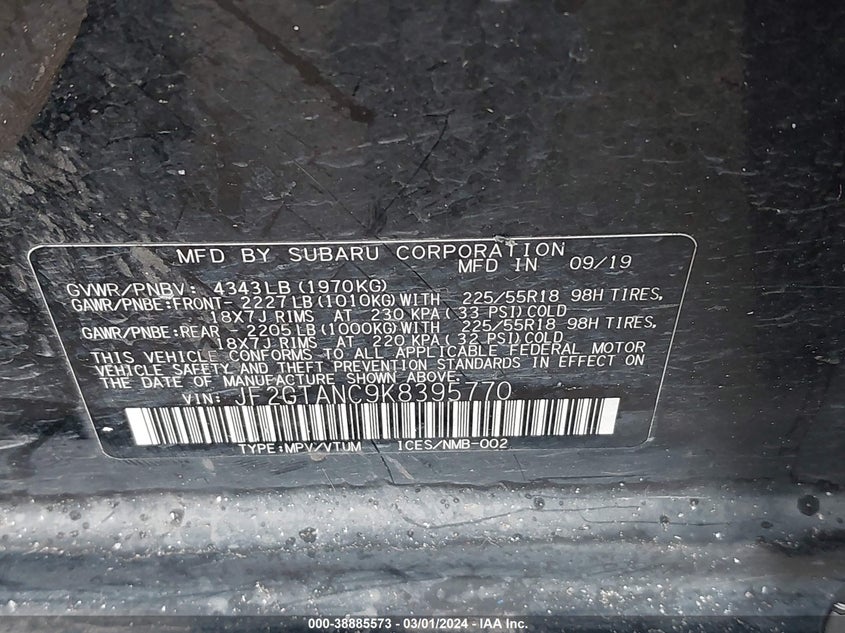 MFD BY SUBARU CORPORATION
MFD IN 09/19
GVWR/PNBV: 4343LB (1970KG)
GAWR/PNBE:FRONT- 2227LB (1010KG) WITH 225/55R18 98H TIRES,
18X7J RIMS AT 230 KPA ( 33 PSI) COLD
GAWR/PNBE:REAR - 2205LB (1000KG) WITH 225/55R18 98H TIRES,
18X7J RIMS AT 220 KPA ( 32 PSI) COLD
THIS VEHICLE CONFORMS TO ALL APPLICABLE FEDERAL MOTOR
VEHICLE SAFETY AND THEFT PREVENTION STANDARDS IN EFFECT ON
THE DATE OF MANUFACTURE SHOWN ABOVE.
VIN: JF2GTANC9K8395770
TYPE:MPV/VTUM ICES/NMB-002
000-38885573 - 03/01/2024 - IAA Inc.